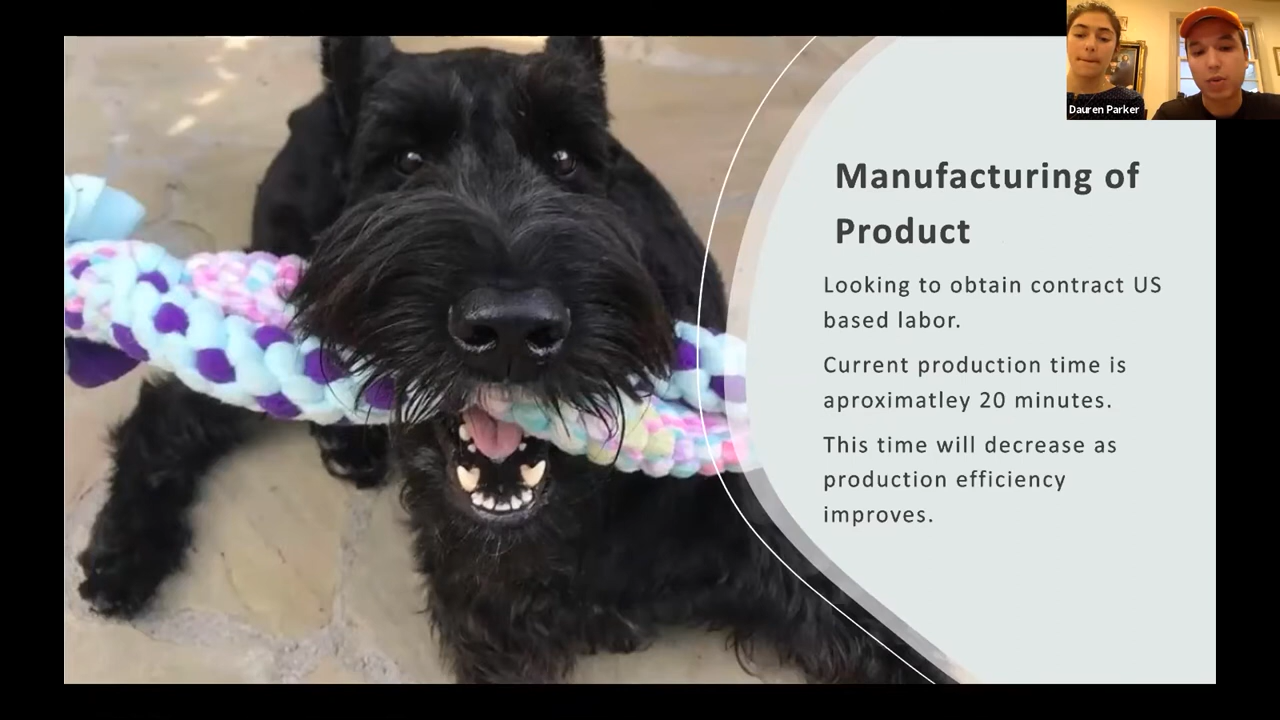 Dauren Parker
Manufacturing of
Product
Looking to obtain contract US
based labor.
Current production time is
aproximatley 20 minutes.
This time will decrease as
production efficiency
improves.